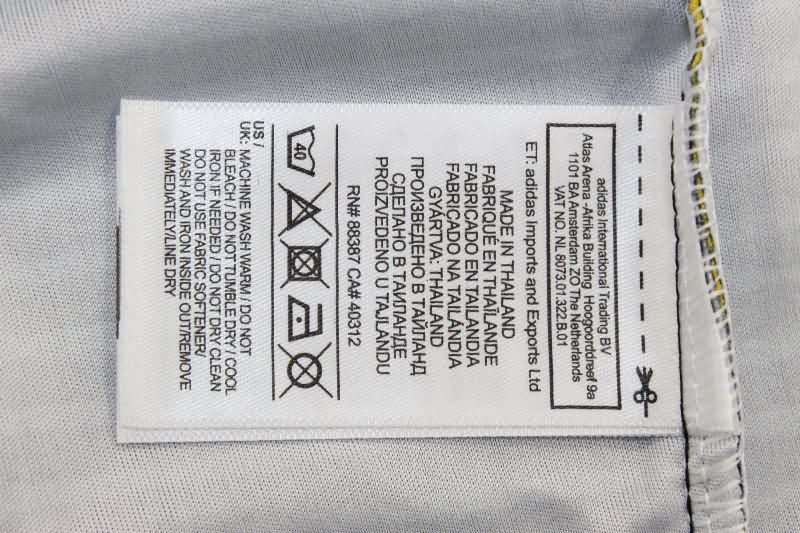 adidas International Trading BV
Atlas Arena -Afrika Building Hoogoorddreef 9a
1101 BA Amsterdam ZO The Netherlands
VAT NO. NL 8073.01.322.B.01
ET: adidas Imports and Exports Ltd
MADE IN THAILAND
FABRIQUÉ EN THAÏLANDE
FABRICADO EN TAILANDIA
FABRICADO NA TAILÂNDIA
GYÁRTVA: THAILAND
ПРОИЗВЕДЕНО В ТАЙЛАНД
СДЕЛАНО В ТАИЛАНДЕ
PROIZVEDENO U TAJLANDU
RN# 88387 CA# 40312
40
US /
UK: MACHINE WASH WARM / DO NOT
BLEACH / DO NOT TUMBLE DRY / COOL
IRON IF NEEDED / DO NOT DRY CLEAN
DO NOT USE FABRIC SOFTENER/
WASH AND IRON INSIDE OUT/REMOVE
IMMEDIATELY/LINE DRY